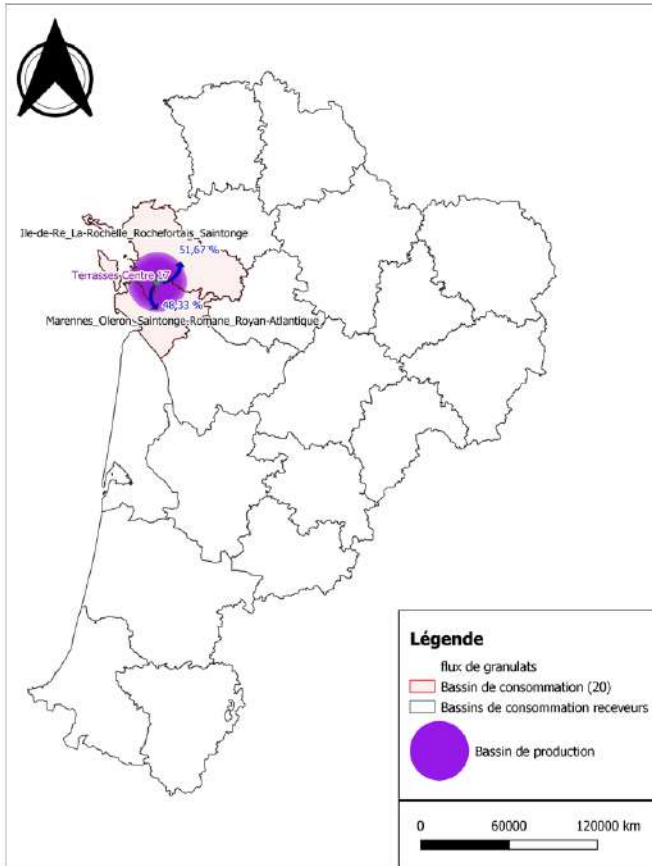 Ile-de-Re_La-Rochelle_Rochefortais_Saintonge
51,67 %
Terrasses Centre 17
48,33 %
Marennes_Oleron_Saintonge-Romane_Royan-Atlantique
Légende
flux de granulats
Bassin de consommation (20)
Bassins de consommation receveurs
Bassin de production
0 60000 120000 km